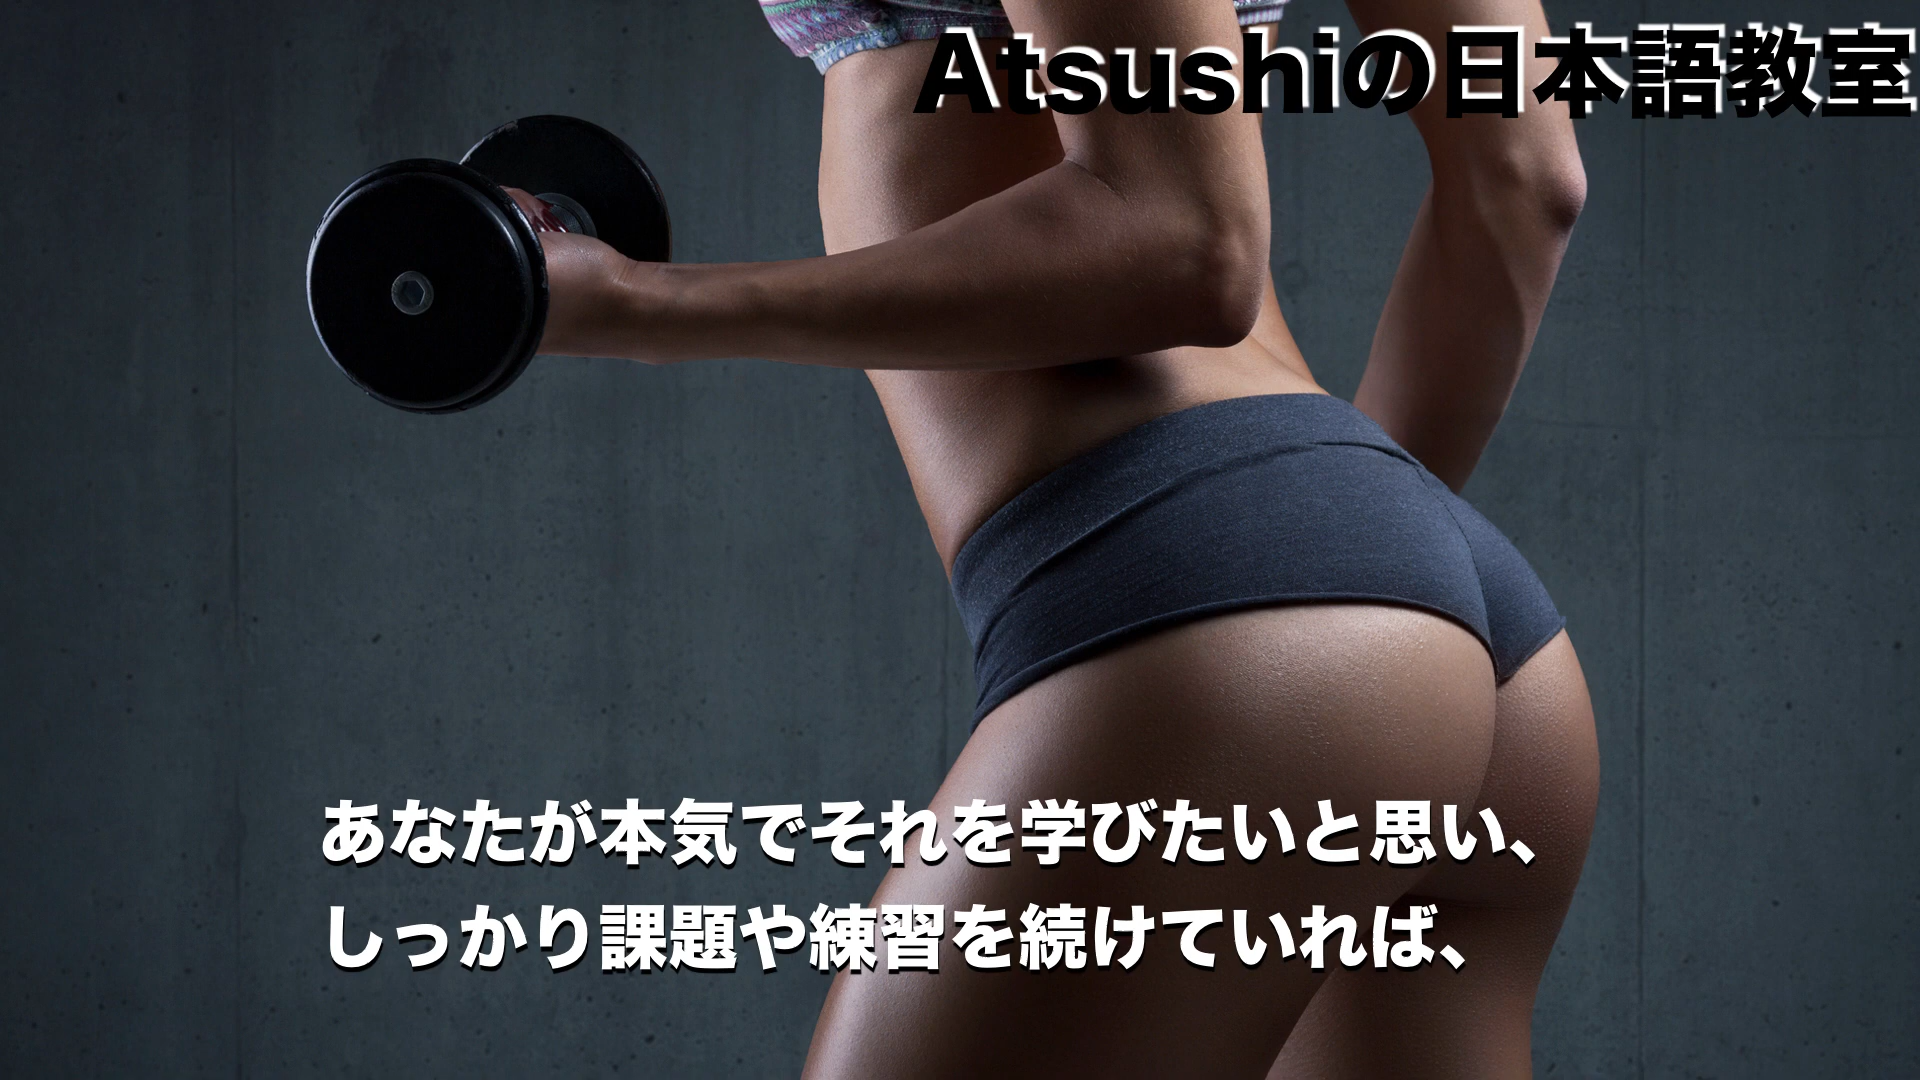 Atsushiの日本語教室
あなたが本気でそれを学びたいと思い、
しっかり課題や練習を続けていれば、